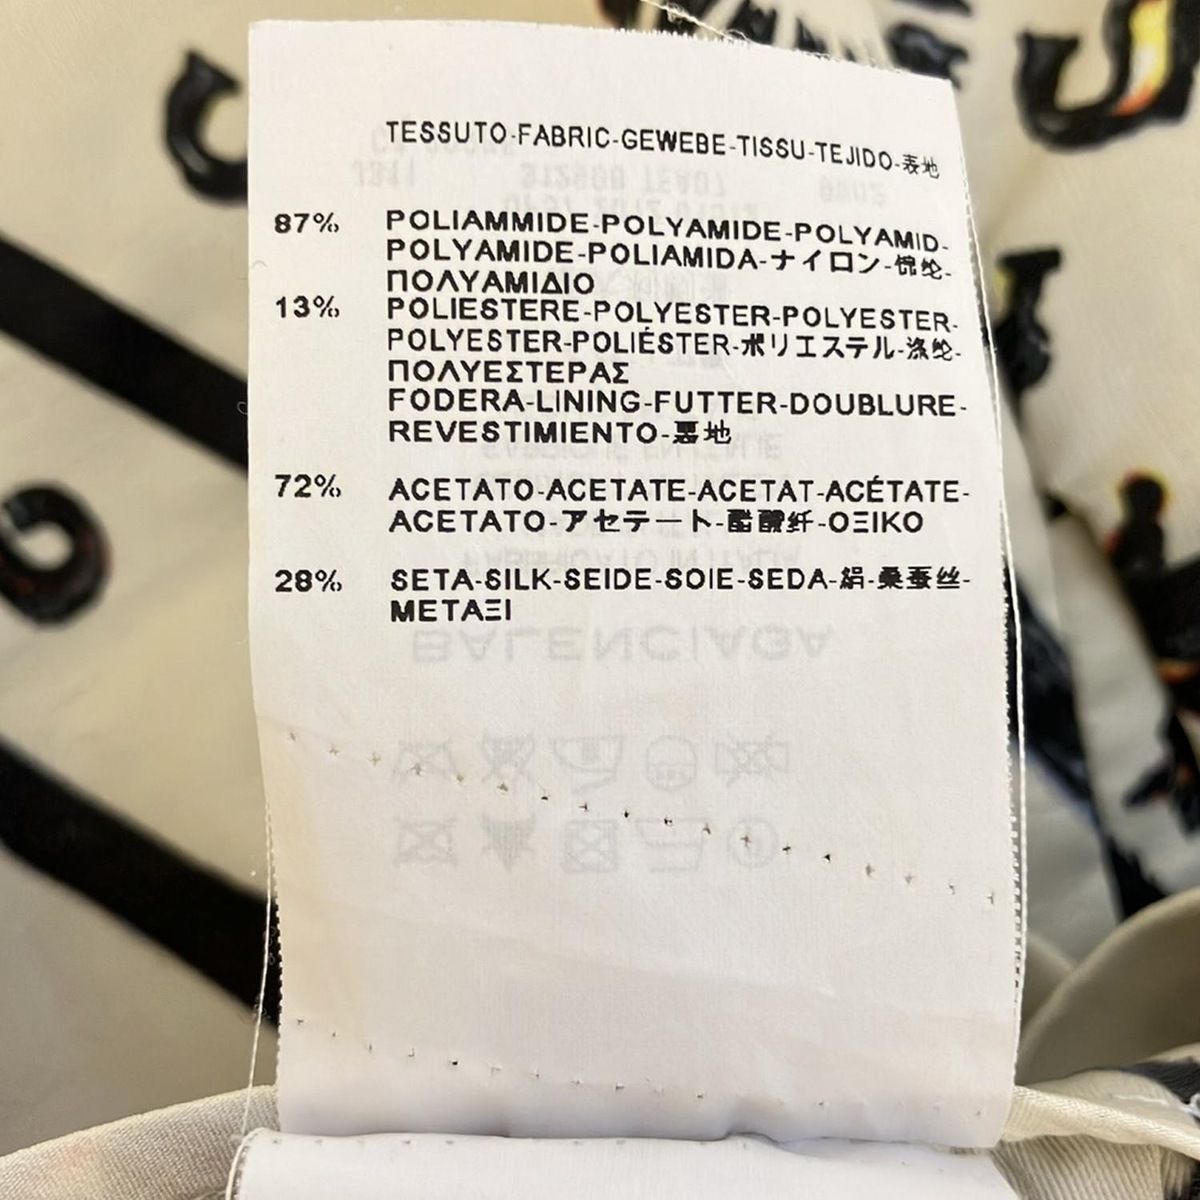 TESSUTO-FABRIC-GEWEBE-TISSU-TEJIDO-表地
87% POLIAMMIDE-POLYAMIDE-POLYAMID-
POLYAMIDE-POLIAMIDA-ナイロン-锦纶-
ΠΟΛΥΑΜΙΔΙΟ
13% POLIESTERE-POLYESTER-POLYESTER-
POLYESTER-POLIÉSTER-ポリエステル-涤纶-
ΠΟΛΥΕΣΤΕΡΑΣ
FODERA-LINING-FUTTER-DOUBLURE-
REVESTIMIENTO-裏地
72% ACETATO-ACETATE-ACETAT-ACÉTATE-
ACETATO-アセテート-醋酸纤-ΟΞΙΚΟ
28% SETA-SILK-SEIDE-SOIE-SEDA-絹-桑蚕丝-
ΜΕΤΑΞΙ
BALENCIAGA